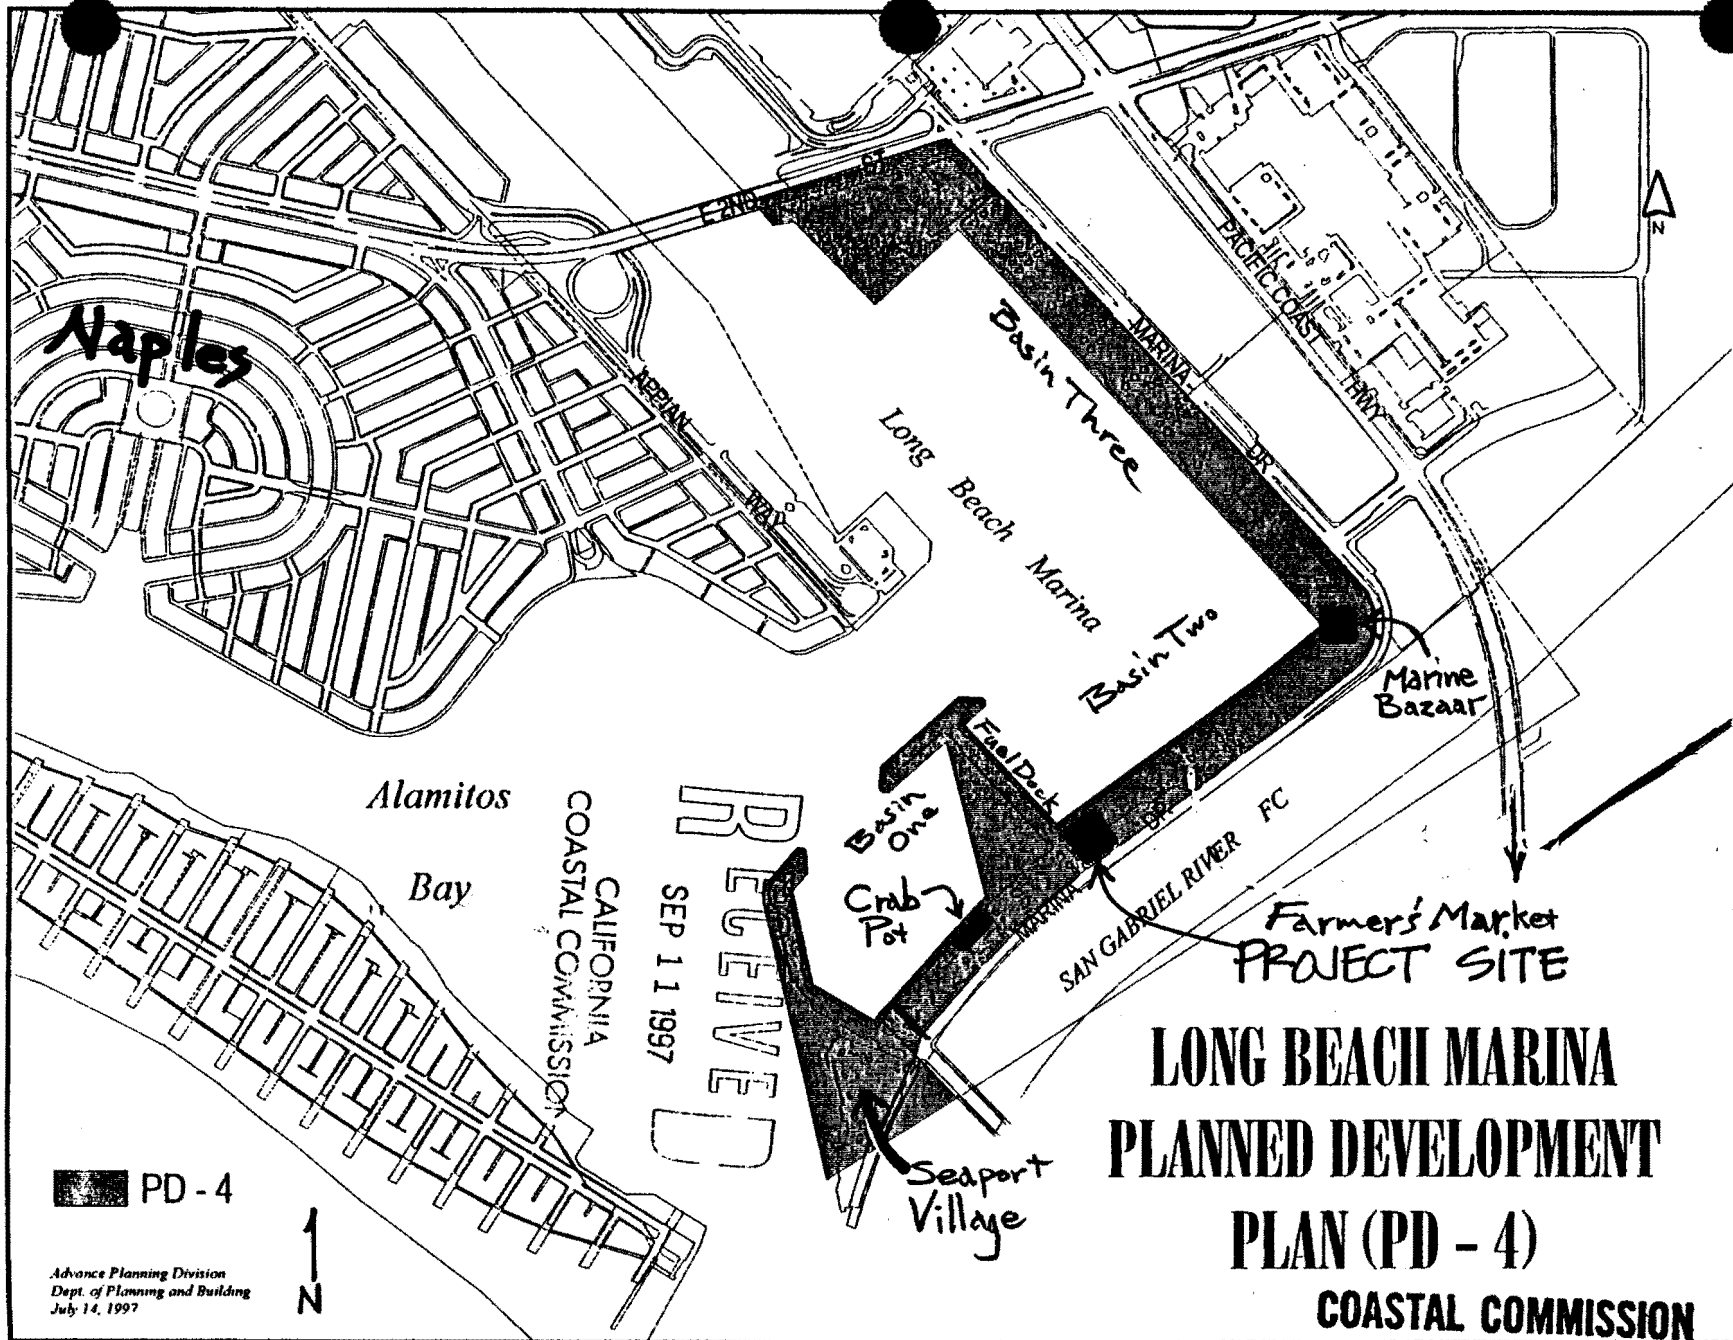 E 2ND ST
N
PACIFIC COAST HWY
Naples
Basin Three
MARINA DR
APPIAN WAY
Long Beach Marina
Basin Two
Marine
Bazaar
Fuel Dock
Alamitos
Bay
Basin
One
Crab
Pot
MARINA DR
SAN GABRIEL RIVER FC
RECEIVED
SEP 11 1997
CALIFORNIA
COASTAL COMMISSION
Farmer's Market
PROJECT SITE
Seaport
Village
PD - 4
N
Advance Planning Division
Dept. of Planning and Building
July 14, 1997
LONG BEACH MARINA
PLANNED DEVELOPMENT
PLAN (PD - 4)
COASTAL COMMISSION